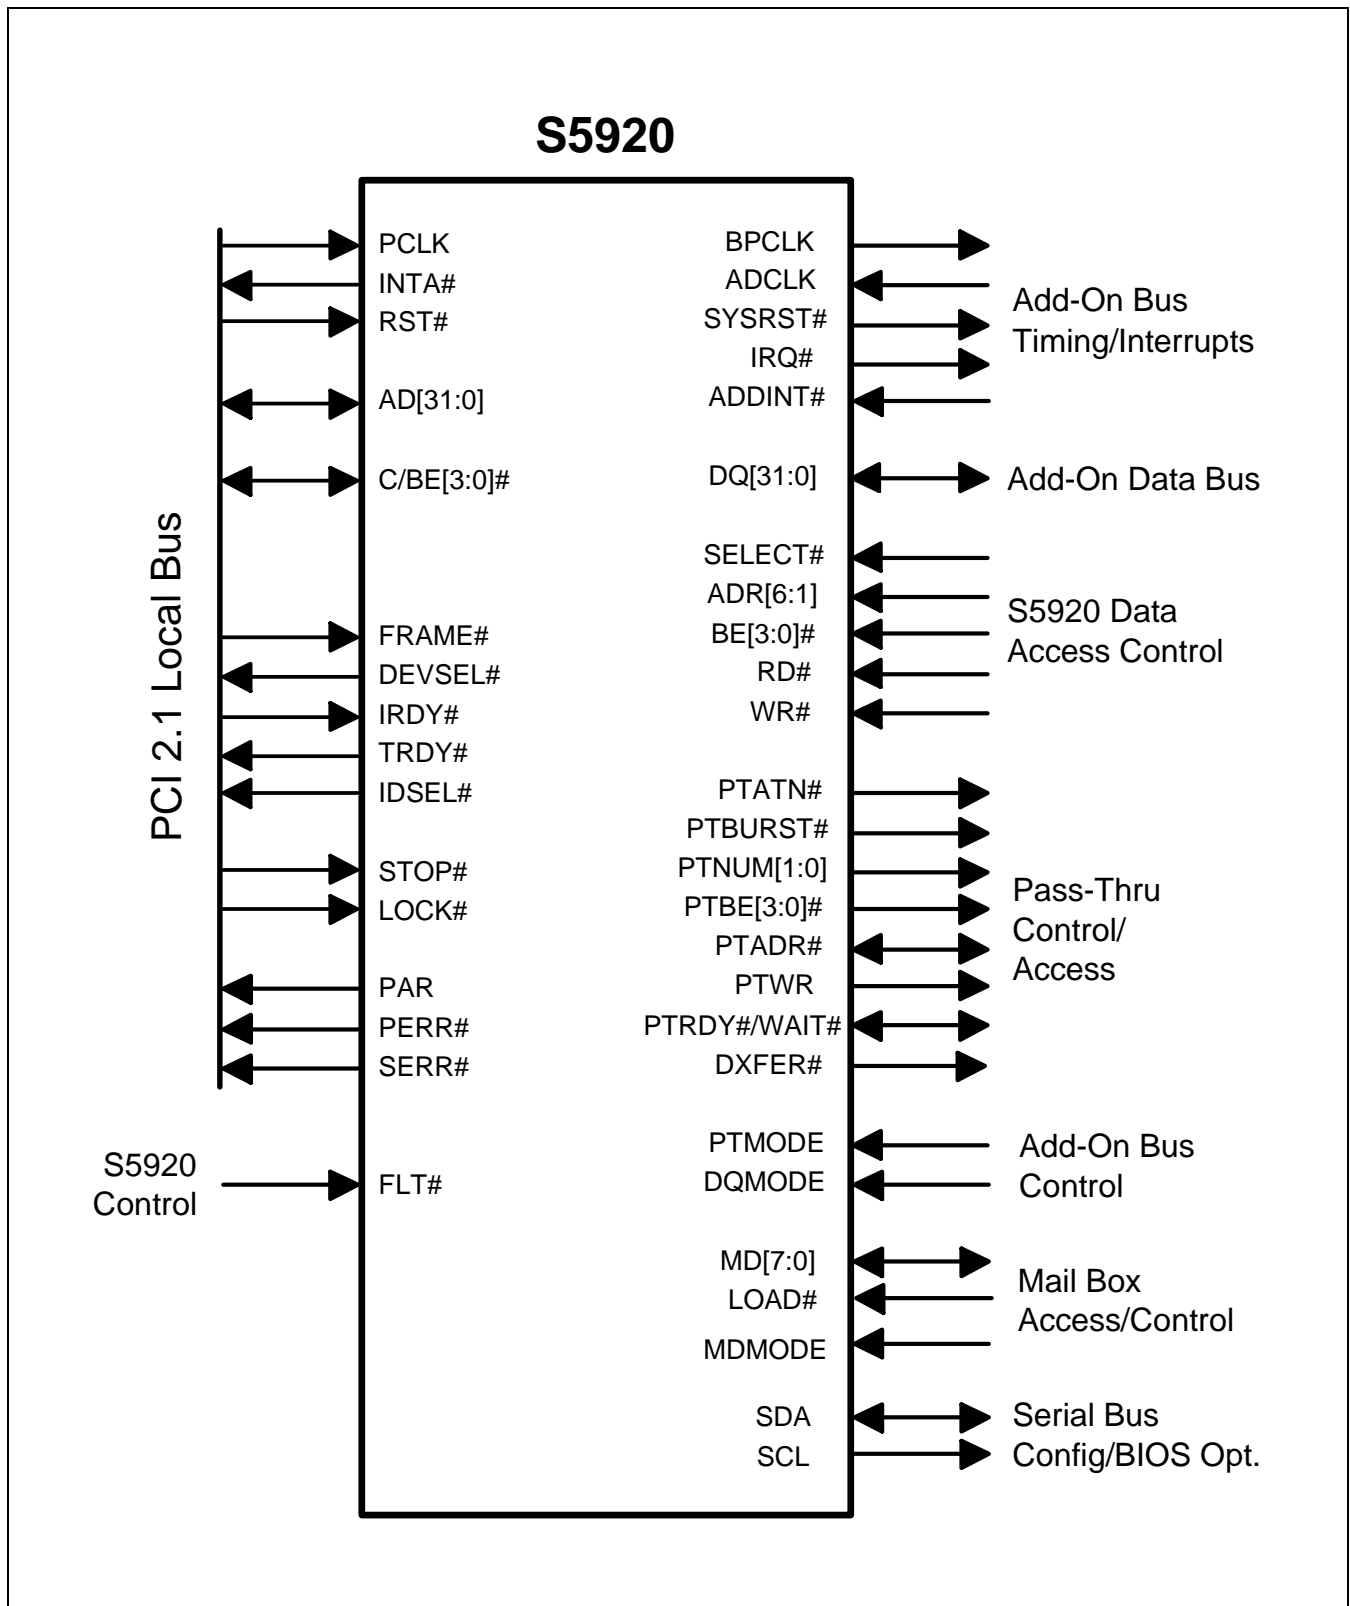 S5920
PCI 2.1 Local Bus
PCLK
INTA#
RST#
AD[31:0]
C/BE[3:0]#
FRAME#
DEVSEL#
IRDY#
TRDY#
IDSEL#
STOP#
LOCK#
PAR
PERR#
SERR#
S5920
Control
FLT#
BPCLK
ADCLK
SYSRST#
IRQ#
ADDINT#
Add-On Bus
Timing/Interrupts
DQ[31:0]
Add-On Data Bus
SELECT#
ADR[6:1]
BE[3:0]#
RD#
WR#
S5920 Data
Access Control
PTATN#
PTBURST#
PTNUM[1:0]
PTBE[3:0]#
PTADR#
PTWR
PTRDY#/WAIT#
DXFER#
Pass-Thru
Control/
Access
PTMODE
DQMODE
Add-On Bus
Control
MD[7:0]
LOAD#
MDMODE
Mail Box
Access/Control
SDA
SCL
Serial Bus
Config/BIOS Opt.